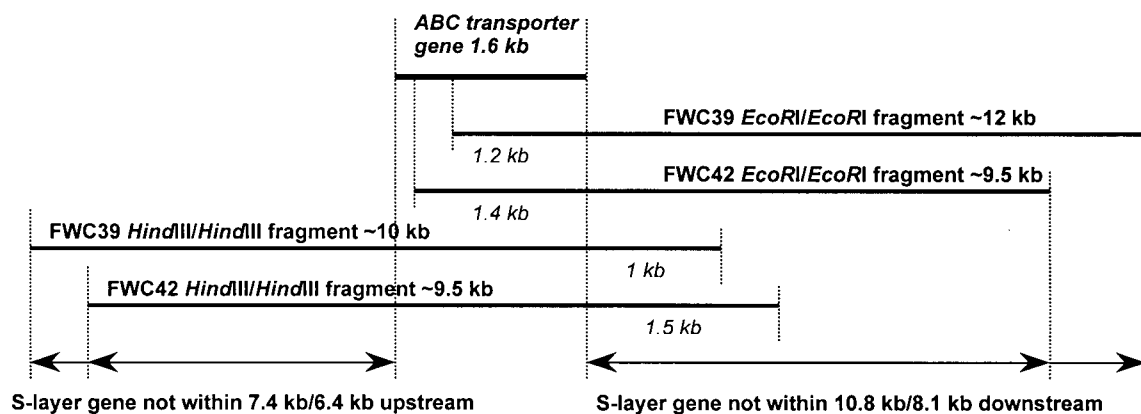 ABC transporter
gene 1.6 kb
FWC39 EcoRI/EcoRI fragment ~12 kb
1.2 kb
FWC42 EcoRI/EcoRI fragment ~9.5 kb
1.4 kb
FWC39 HindIII/HindIII fragment ~10 kb
1 kb
FWC42 HindIII/HindIII fragment ~9.5 kb
1.5 kb
S-layer gene not within 7.4 kb/6.4 kb upstream
S-layer gene not within 10.8 kb/8.1 kb downstream